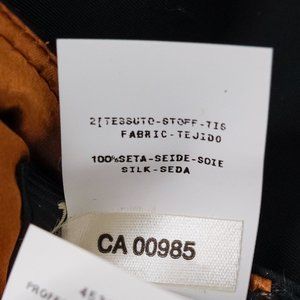 2[TESSUTO-STOFF-TIS
FABRIC-TEJIDO
100%SETA-SEIDE-SOIE
SILK-SEDA
CA 00985